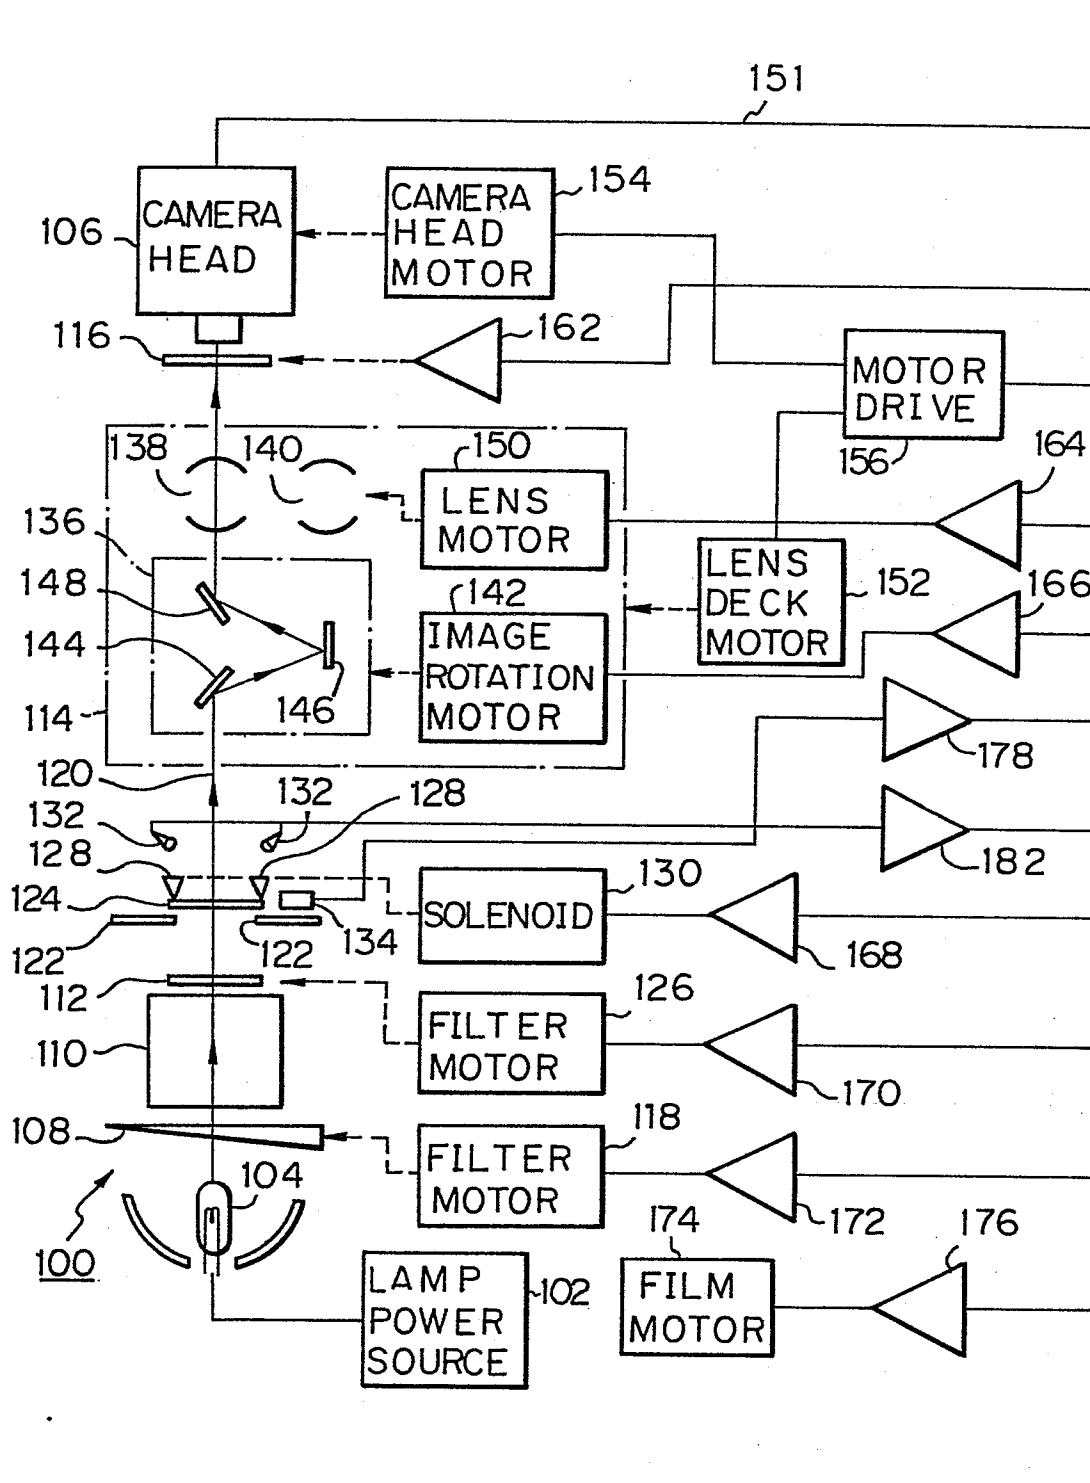 151
CAMERA
HEAD
106
CAMERA
HEAD
MOTOR
154
116
162
MOTOR
DRIVE
156
138
140
150
LENS
MOTOR
164
136
148
144
146
114
142
IMAGE
ROTATION
MOTOR
LENS
DECK
MOTOR
152
166
178
120
132
132
128
128
124
122
122
134
130
SOLENOID
168
182
112
110
126
FILTER
MOTOR
170
108
118
FILTER
MOTOR
172
104
100
LAMP
POWER
SOURCE
102
174
FILM
MOTOR
176